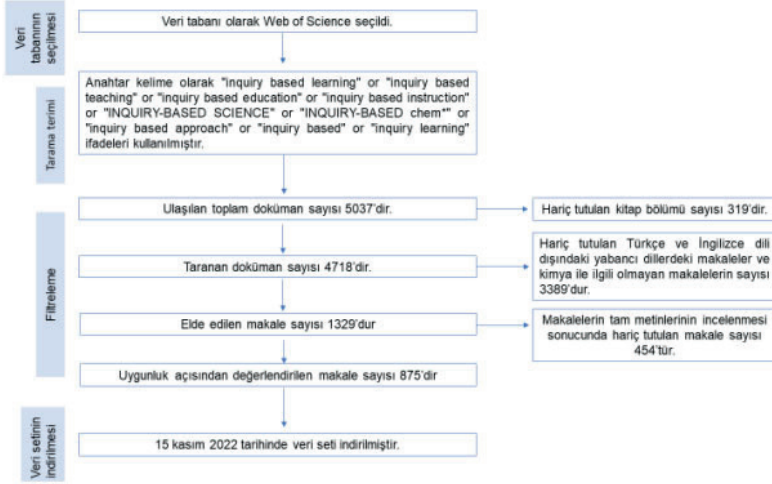 Veri
tabanının
seçilmesi
Veri tabanı olarak Web of Science seçildi.
Tarama terimi
Anahtar kelime olarak "inquiry based learning" or "inquiry based
teaching" or "inquiry based education" or "inquiry based instruction"
or "INQUIRY-BASED SCIENCE" or "INQUIRY-BASED chem*" or
"inquiry based approach" or "inquiry based" or "inquiry learning"
ifadeleri kullanılmıştır.
Filtreleme
Ulaşılan toplam doküman sayısı 5037'dir.
Hariç tutulan kitap bölümü sayısı 319'dir.
Taranan doküman sayısı 4718'dir.
Hariç tutulan Türkçe ve İngilizce dili
dışındaki yabancı dillerdeki makaleler ve
kimya ile ilgili olmayan makalelerin sayısı
3389'dur.
Elde edilen makale sayısı 1329'dur
Makalelerin tam metinlerinin incelenmesi
sonucunda hariç tutulan makale sayısı
454'tür.
Uygunluk açısından değerlendirilen makale sayısı 875'dir
Veri setinin
indirilmesi
15 kasım 2022 tarihinde veri seti indirilmiştir.